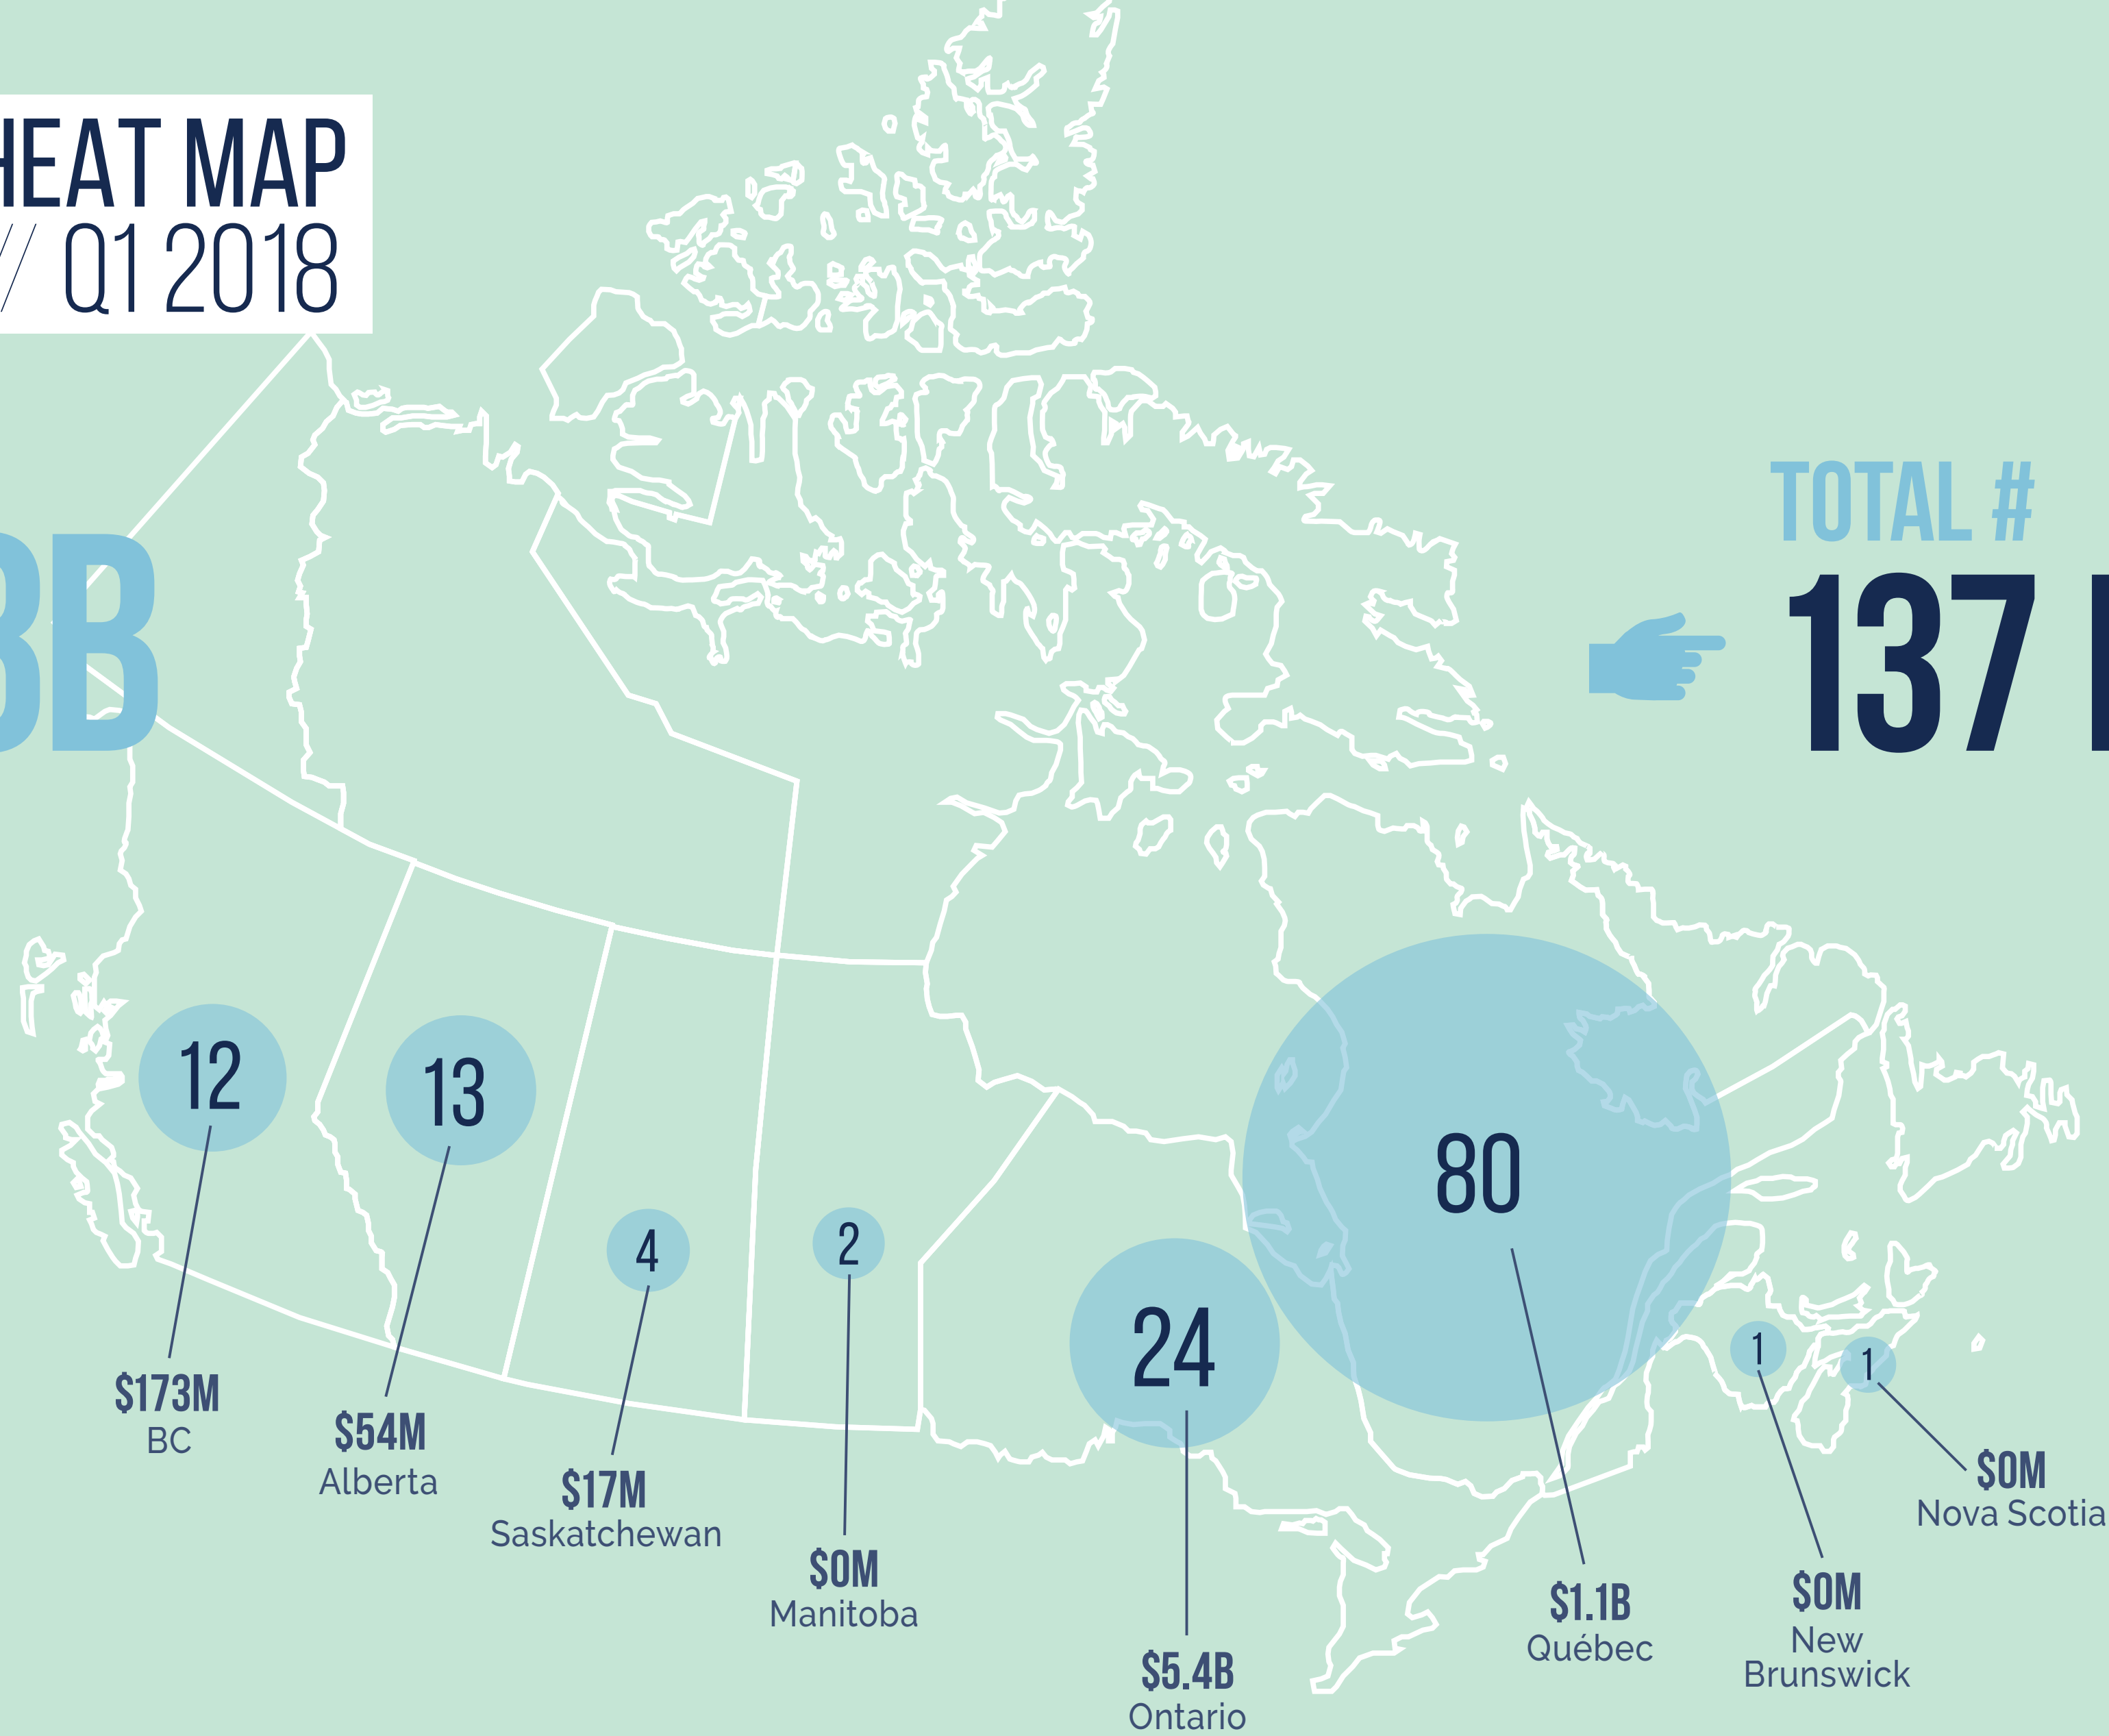 HEAT MAP
// Q1 2018
TOTAL #
137
12
13
4
2
24
80
1
1
$173M
BC
$54M
Alberta
$17M
Saskatchewan
$0M
Manitoba
$5.4B
Ontario
$1.1B
Québec
$0M
New
Brunswick
$0M
Nova Scotia